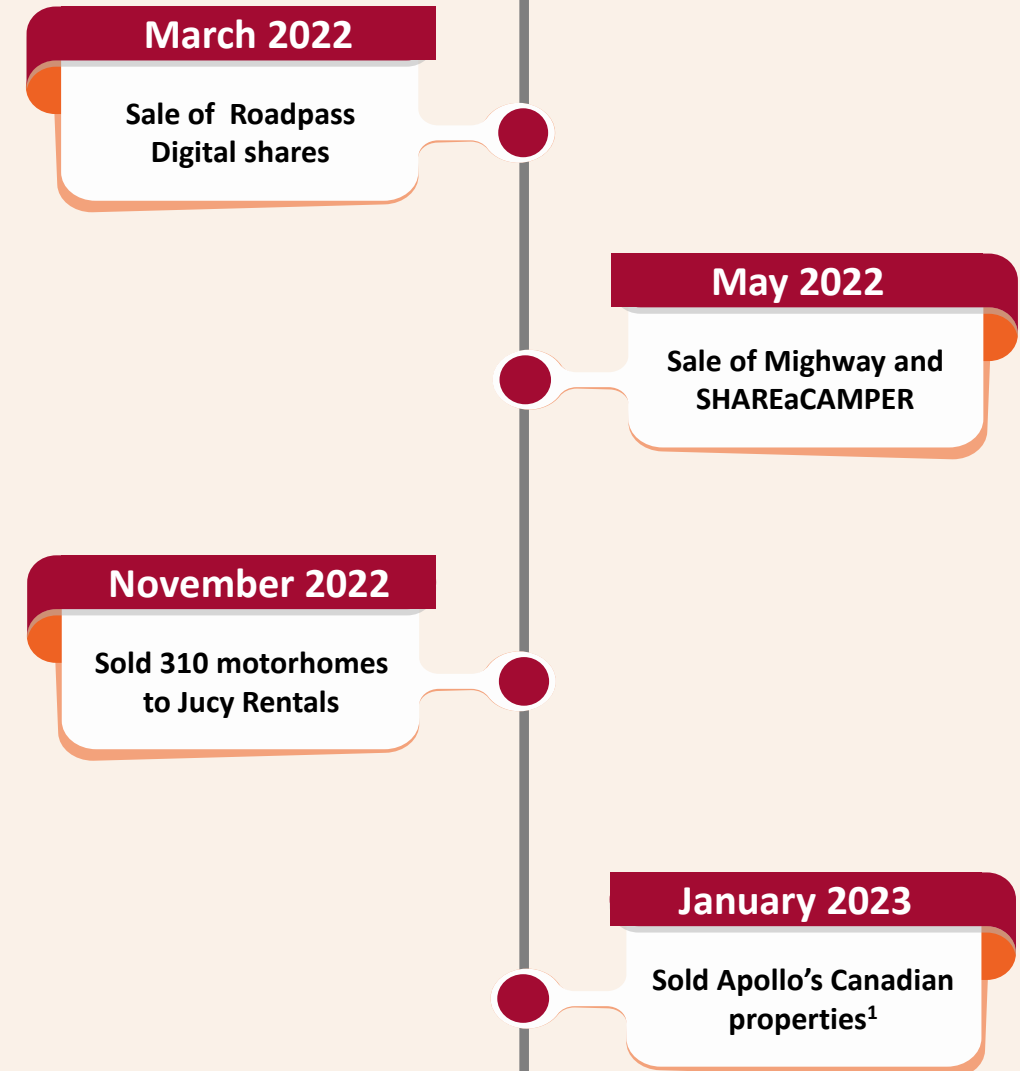 March 2022
Sale of Roadpass
Digital shares
May 2022
Sale of Mighway and
SHAREaCAMPER
November 2022
Sold 310 motorhomes
to Jucy Rentals
January 2023
Sold Apollo’s Canadian
properties¹